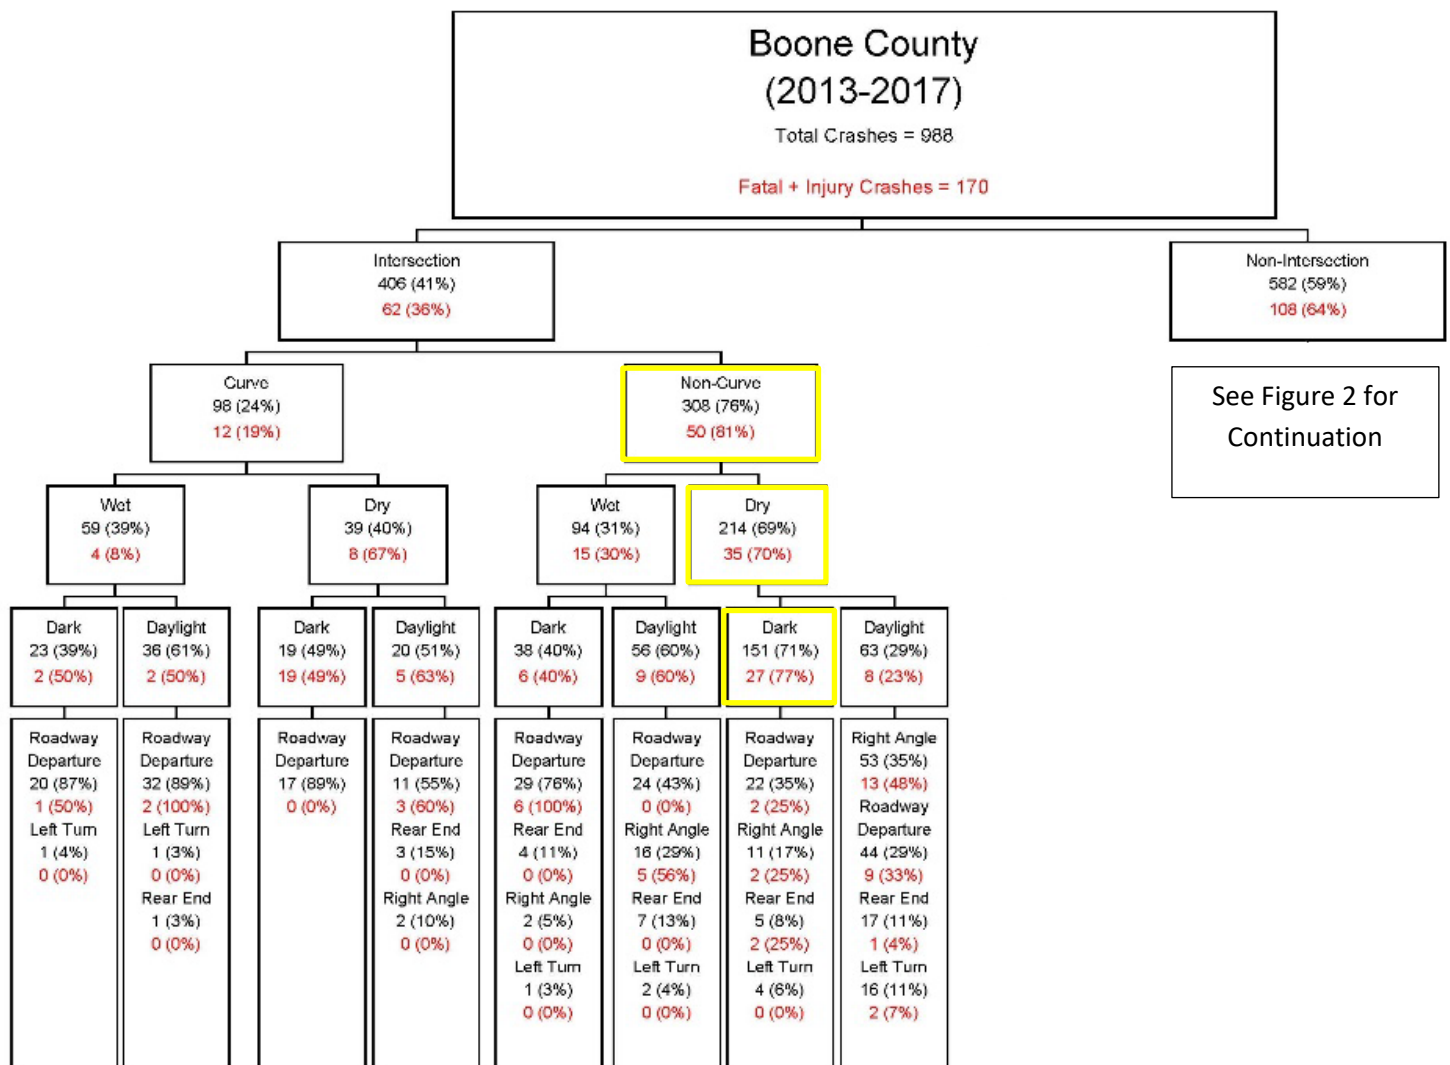 Boone County
(2013-2017)
Total Crashes = 988
Fatal + Injury Crashes = 170
Intersection
406 (41%)
62 (36%)
Non-Intersection
582 (59%)
108 (64%)
Curve
98 (24%)
12 (19%)
Non-Curve
308 (76%)
50 (81%)
See Figure 2 for
Continuation
Wet
59 (39%)
4 (8%)
Dry
39 (40%)
8 (67%)
Wet
94 (31%)
15 (30%)
Dry
214 (69%)
35 (70%)
Dark
23 (39%)
2 (50%)
Daylight
36 (61%)
2 (50%)
Dark
19 (49%)
19 (49%)
Daylight
20 (51%)
5 (63%)
Dark
38 (40%)
6 (40%)
Daylight
56 (60%)
9 (60%)
Dark
151 (71%)
27 (77%)
Daylight
63 (29%)
8 (23%)
Roadway
Departure
20 (87%)
1 (50%)
Left Turn
1 (4%)
0 (0%)
Roadway
Departure
32 (89%)
2 (100%)
Left Turn
1 (3%)
0 (0%)
Rear End
1 (3%)
0 (0%)
Roadway
Departure
17 (89%)
0 (0%)
Roadway
Departure
11 (55%)
3 (60%)
Rear End
3 (15%)
0 (0%)
Right Angle
2 (10%)
0 (0%)
Roadway
Departure
29 (76%)
6 (100%)
Rear End
4 (11%)
0 (0%)
Right Angle
2 (5%)
0 (0%)
Left Turn
1 (3%)
0 (0%)
Roadway
Departure
24 (43%)
0 (0%)
Right Angle
16 (29%)
5 (56%)
Rear End
7 (13%)
0 (0%)
Left Turn
2 (4%)
0 (0%)
Roadway
Departure
22 (35%)
2 (25%)
Right Angle
11 (17%)
2 (25%)
Rear End
5 (8%)
2 (25%)
Left Turn
4 (6%)
0 (0%)
Right Angle
53 (35%)
13 (48%)
Roadway
Departure
44 (29%)
9 (33%)
Rear End
17 (11%)
1 (4%)
Left Turn
16 (11%)
2 (7%)